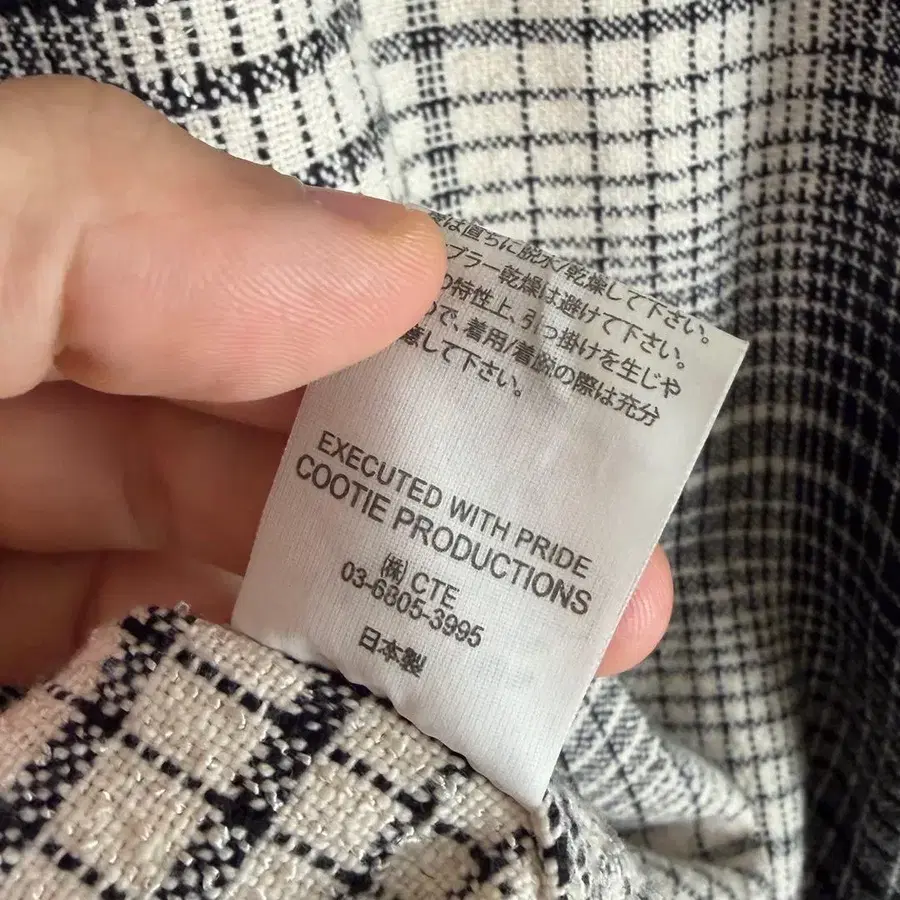 は直ちに脱水/乾燥して下さい。
ブラー乾燥は避けて下さい。
特性上、引っ掛けを生じや
で、着用/着脱の際は充分
して下さい。
EXECUTED WITH PRIDE
COOTIE PRODUCTIONS
㈱ CTE
03-6805-3995
日本製